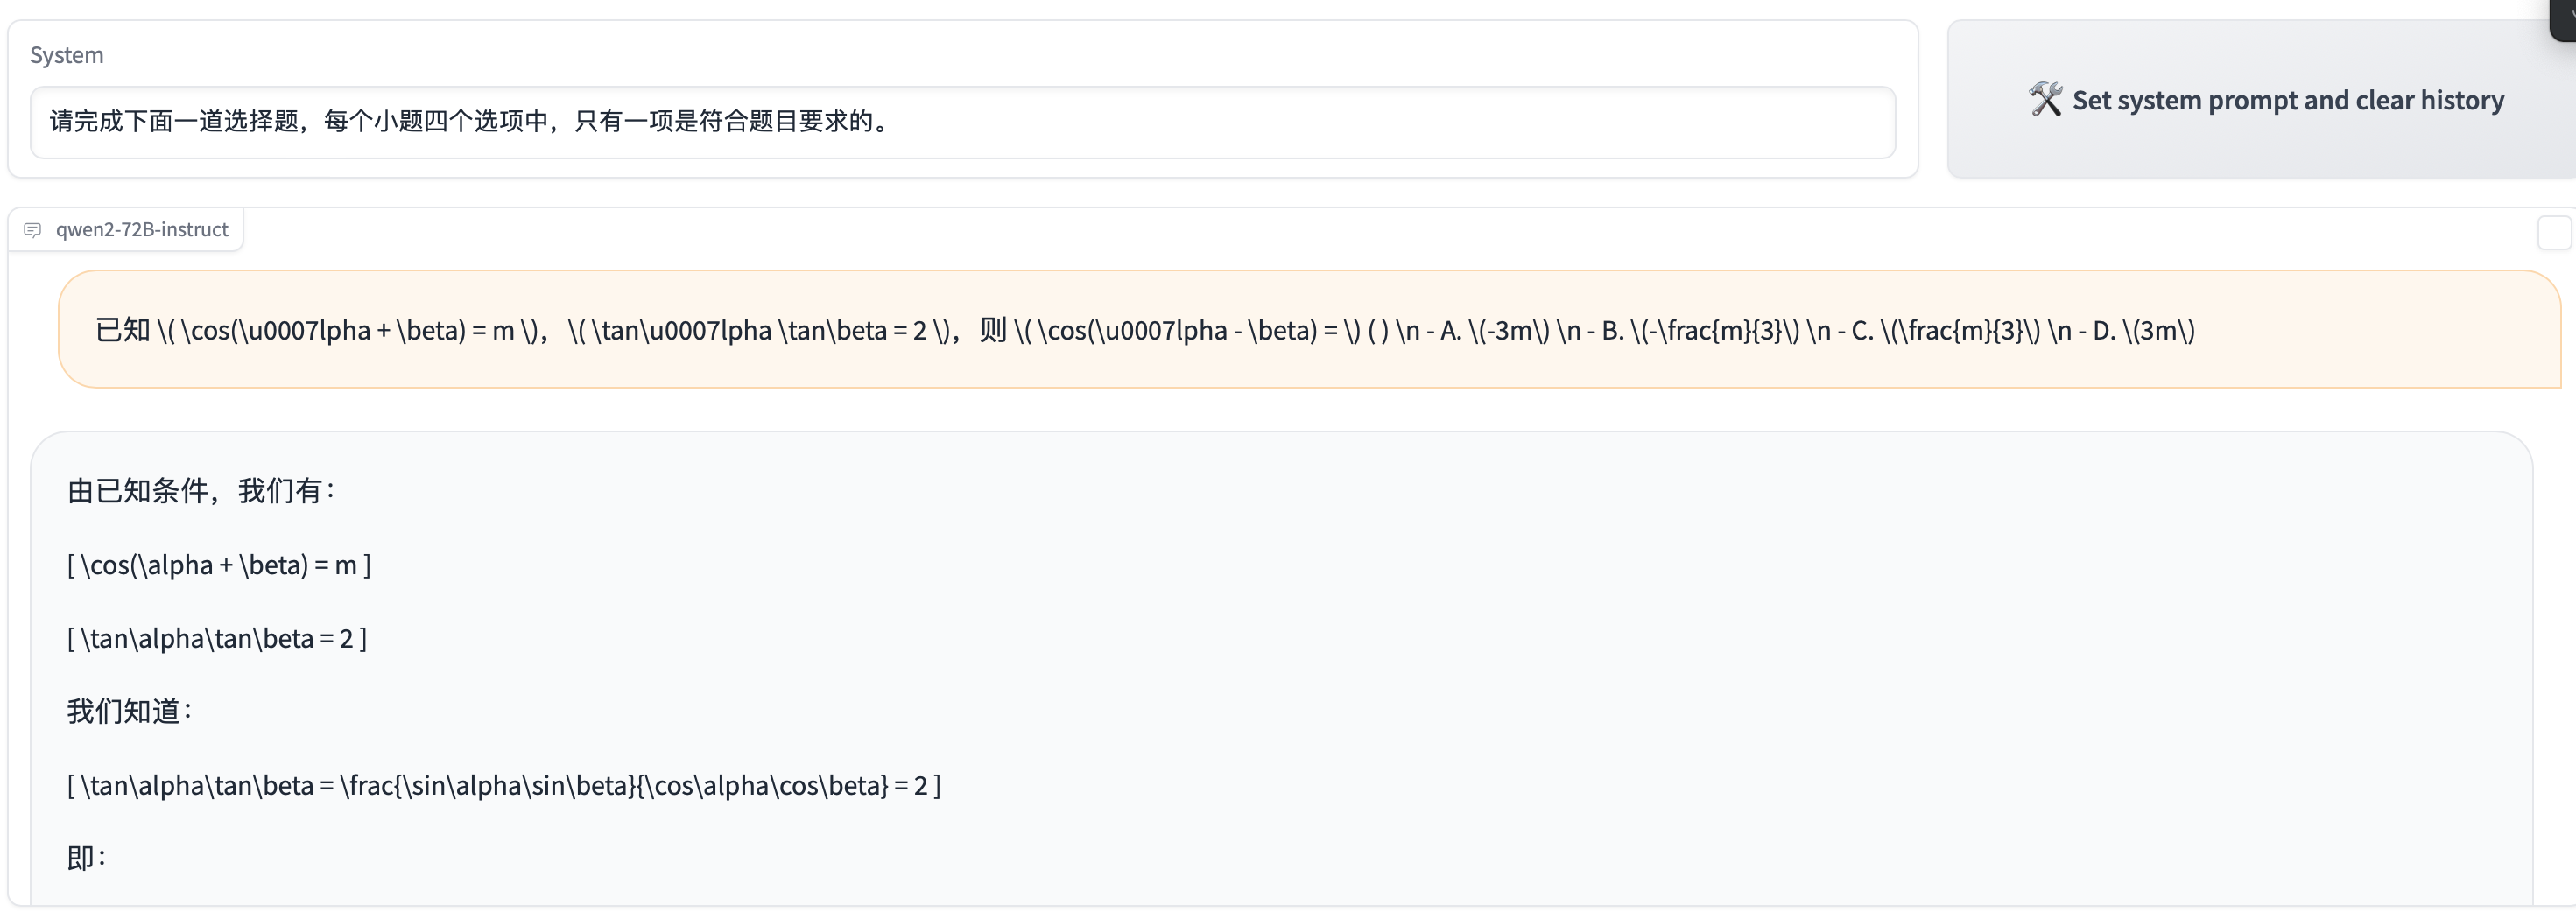 System
请完成下面一道选择题，每个小题四个选项中，只有一项是符合题目要求的。
🛠️ Set system prompt and clear history
qwen2-72B-instruct
已知 \( \cos(\u0007lpha + \beta) = m \)，\( \tan\u0007lpha \tan\beta = 2 \)，则 \( \cos(\u0007lpha - \beta) = \) ( ) \n - A. \(-3m\) \n - B. \(-\frac{m}{3}\) \n - C. \(\frac{m}{3}\) \n - D. \(3m\)
由已知条件，我们有：
[ \cos(\alpha + \beta) = m ]
[ \tan\alpha\tan\beta = 2 ]
我们知道：
[ \tan\alpha\tan\beta = \frac{\sin\alpha\sin\beta}{\cos\alpha\cos\beta} = 2 ]
即：